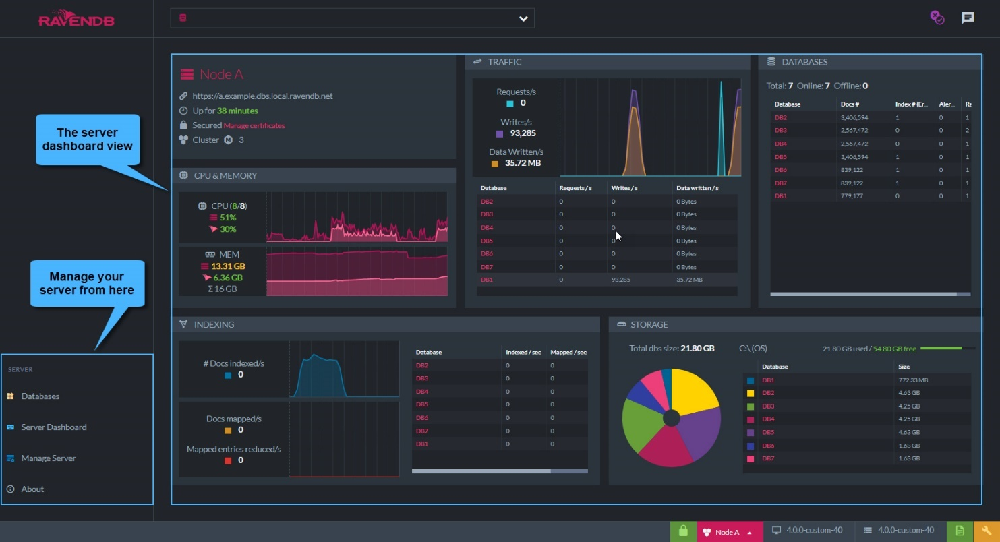 RAVENDB
Node A
https://a.example.dbs.local.ravendb.net
Up for 38 minutes
Secured Manage certificates
Cluster M 3
The server
dashboard view
CPU & MEMORY
CPU (8/8)
51%
30%
MEM
13.31 GB
6.36 GB
Σ 16 GB
TRAFFIC
Requests/s
0
Writes/s
93,285
Data Written/s
35.72 MB
Database Requests / s Writes / s Data written / s
DB2 0 0 0 Bytes
DB3 0 0 0 Bytes
DB4 0 0 0 Bytes
DB5 0 0 0 Bytes
DB6 0 0 0 Bytes
DB7 0 0 0 Bytes
DB1 0 93,285 35.72 MB
DATABASES
Total: 7 Online: 7 Offline: 0
Database Docs # Index # (Er... Aler... Re
DB2 3,406,594 1 0 1
DB3 2,567,472 0 0 2
DB4 2,567,472 0 0 1
DB5 3,406,594 1 0 1
DB6 839,122 1 0 1
DB7 839,122 1 0 1
DB1 779,177 0 0 1
Manage your
server from here
INDEXING
# Docs indexed/s
0
Docs mapped/s
0
Mapped entries reduced/s
0
Database Indexed / sec Mapped / sec
DB2 0 0
DB3 0 0
DB4 0 0
DB5 0 0
DB6 0 0
DB7 0 0
DB1 0 0
STORAGE
Total dbs size: 21.80 GB C:\ (OS) 21.80 GB used / 54.80 GB free
Database Size
DB1 772.33 MB
DB2 4.63 GB
DB3 4.25 GB
DB4 4.25 GB
DB5 4.63 GB
DB6 1.63 GB
DB7 1.63 GB
SERVER
Databases
Server Dashboard
Manage Server
About
Node A 4.0.0-custom-40 4.0.0-custom-40